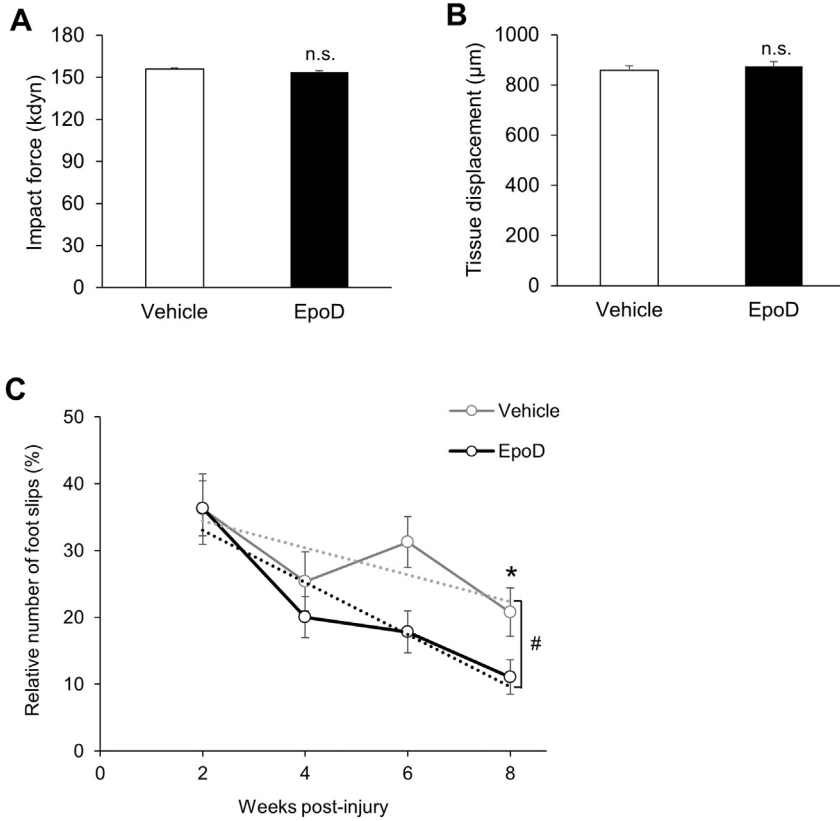 A
Impact force (kdyn)
180
150
120
90
60
30
0
n.s.
Vehicle
EpoD
B
Tissue displacement (µm)
1000
800
600
400
200
0
n.s.
Vehicle
EpoD
C
Relative number of foot slips (%)
50
40
30
20
10
0
Vehicle
EpoD
*
#
0
2
4
6
8
Weeks post-injury